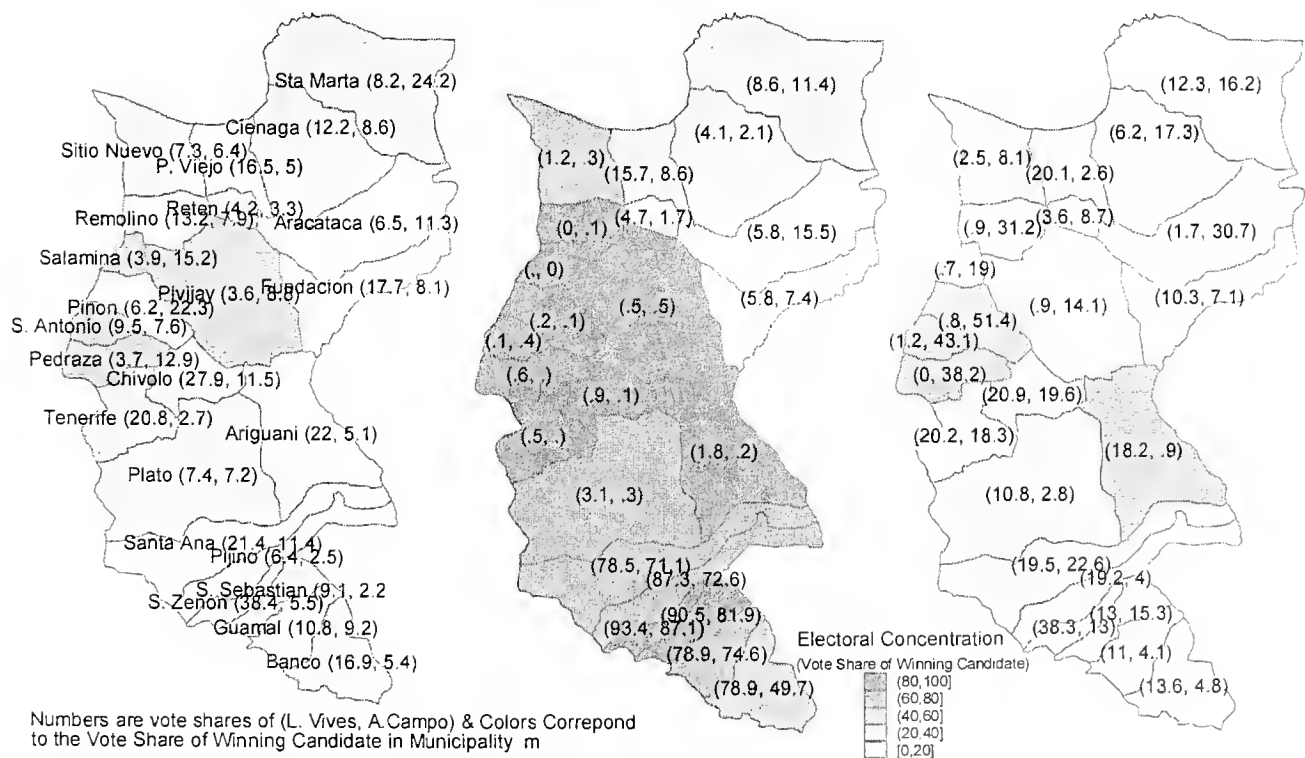 Sta Marta (8.2, 24.2)
Cienaga (12.2, 8.6)
Sitio Nuevo (7.3, 6.4)
P. Viejo (16.5, 5)
Reten (4.2, 3.3)
Remolino (13.2, 7.9)
Aracataca (6.5, 11.3)
Salamina (3.9, 15.2)
Fundacion (17.7, 8.1)
Pivijay (3.6, 8.8)
Pinon (6.2, 22.3)
S. Antonio (9.5, 7.6)
Pedraza (3.7, 12.9)
Chivolo (27.9, 11.5)
Tenerife (20.8, 2.7)
Ariguani (22, 5.1)
Plato (7.4, 7.2)
Santa Ana (21.4, 11.4)
Pijino (6.4, 2.5)
S. Sebastian (9.1, 2.2
S. Zenon (38.4, 5.5)
Guamal (10.8, 9.2)
Banco (16.9, 5.4)
(8.6, 11.4)
(4.1, 2.1)
(1.2, .3)
(15.7, 8.6)
(4.7, 1.7)
(0, .1)
(5.8, 15.5)
(., 0)
(5.8, 7.4)
(.5, .5)
(.2, .1)
(.1, .4)
(.6, .)
(.9, .1)
(.5, .)
(1.8, .2)
(3.1, .3)
(78.5, 71.1)
(87.3, 72.6)
(90.5, 81.9)
(93.4, 87.1)
(78.9, 74.6)
(78.9, 49.7)
(12.3, 16.2)
(6.2, 17.3)
(2.5, 8.1)
(20.1, 2.6)
(3.6, 8.7)
(.9, 31.2)
(1.7, 30.7)
(.7, 19)
(10.3, 7.1)
(.9, 14.1)
(.8, 51.4)
(1.2, 43.1)
(0, 38.2)
(20.9, 19.6)
(20.2, 18.3)
(18.2, .9)
(10.8, 2.8)
(19.5, 22.6)
(19.2, 4)
(13, 15.3)
(38.3, 13)
(11, 4.1)
(13.6, 4.8)
Electoral Concentration
(Vote Share of Winning Candidate)
(80,100]
(60,80]
(40,60]
(20,40]
[0,20]
Numbers are vote shares of (L. Vives, A.Campo) & Colors Correpond
to the Vote Share of Winning Candidate in Municipality m